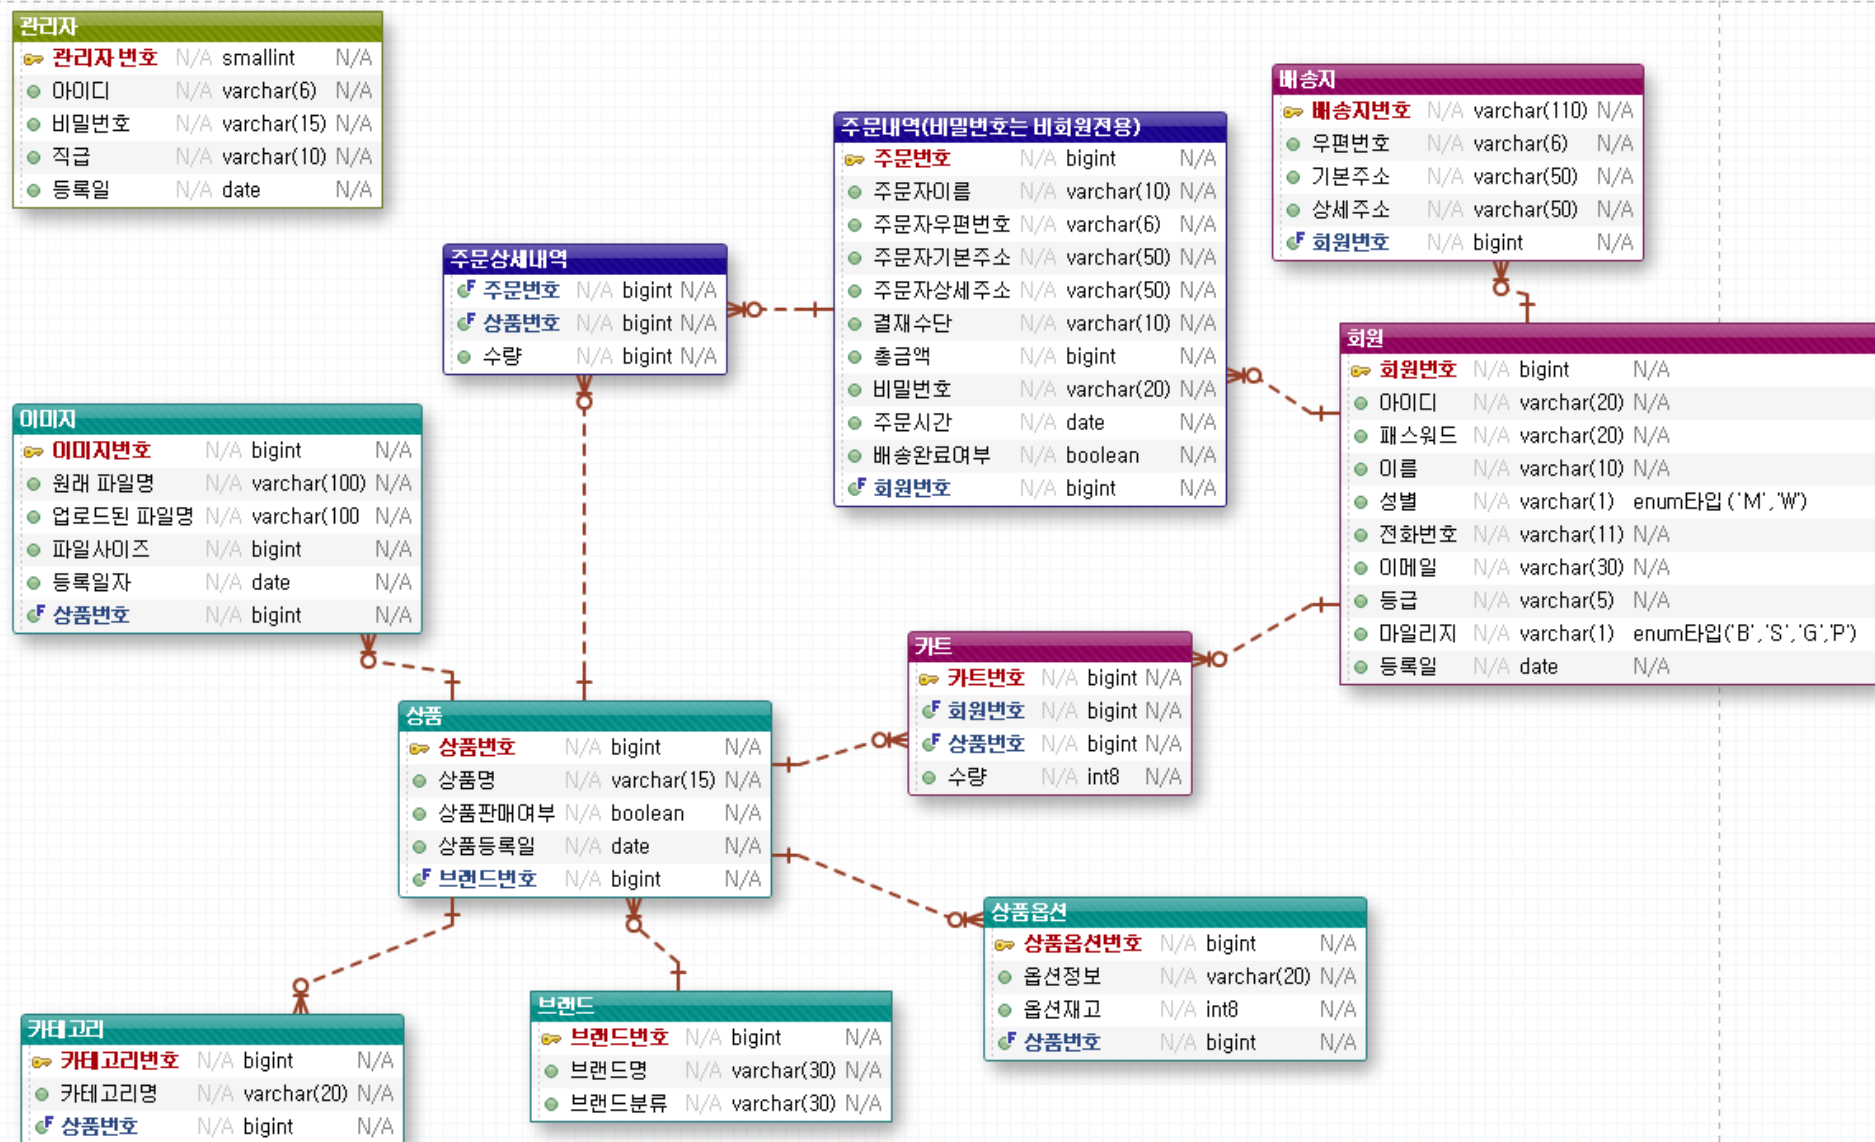 관리자
관리자 번호 N/A smallint N/A
아이디 N/A varchar(6) N/A
비밀번호 N/A varchar(15) N/A
직급 N/A varchar(10) N/A
등록일 N/A date N/A
배송지
배송지번호 N/A varchar(110) N/A
우편번호 N/A varchar(6) N/A
기본주소 N/A varchar(50) N/A
상세주소 N/A varchar(50) N/A
회원번호 N/A bigint N/A
주문내역(비밀번호는 비회원전용)
주문번호 N/A bigint N/A
주문자이름 N/A varchar(10) N/A
주문자우편번호 N/A varchar(6) N/A
주문자기본주소 N/A varchar(50) N/A
주문자상세주소 N/A varchar(50) N/A
결재수단 N/A varchar(10) N/A
총금액 N/A bigint N/A
비밀번호 N/A varchar(20) N/A
주문시간 N/A date N/A
배송완료여부 N/A boolean N/A
회원번호 N/A bigint N/A
주문상세내역
주문번호 N/A bigint N/A
상품번호 N/A bigint N/A
수량 N/A bigint N/A
회원
회원번호 N/A bigint N/A
아이디 N/A varchar(20) N/A
패스워드 N/A varchar(20) N/A
이름 N/A varchar(10) N/A
성별 N/A varchar(1) enum타입 ('M','W')
전화번호 N/A varchar(11) N/A
이메일 N/A varchar(30) N/A
등급 N/A varchar(5) N/A
마일리지 N/A varchar(1) enum타입('B','S','G','P')
등록일 N/A date N/A
이미지
이미지번호 N/A bigint N/A
원래 파일명 N/A varchar(100) N/A
업로드된 파일명 N/A varchar(100 N/A
파일사이즈 N/A bigint N/A
등록일자 N/A date N/A
상품번호 N/A bigint N/A
카트
카트번호 N/A bigint N/A
회원번호 N/A bigint N/A
상품번호 N/A bigint N/A
수량 N/A int8 N/A
상품
상품번호 N/A bigint N/A
상품명 N/A varchar(15) N/A
상품판매여부 N/A boolean N/A
상품등록일 N/A date N/A
브랜드번호 N/A bigint N/A
상품옵션
상품옵션번호 N/A bigint N/A
옵션정보 N/A varchar(20) N/A
옵션재고 N/A int8 N/A
상품번호 N/A bigint N/A
브랜드
브랜드번호 N/A bigint N/A
브랜드명 N/A varchar(30) N/A
브랜드분류 N/A varchar(30) N/A
카테고리
카테고리번호 N/A bigint N/A
카테고리명 N/A varchar(20) N/A
상품번호 N/A bigint N/A